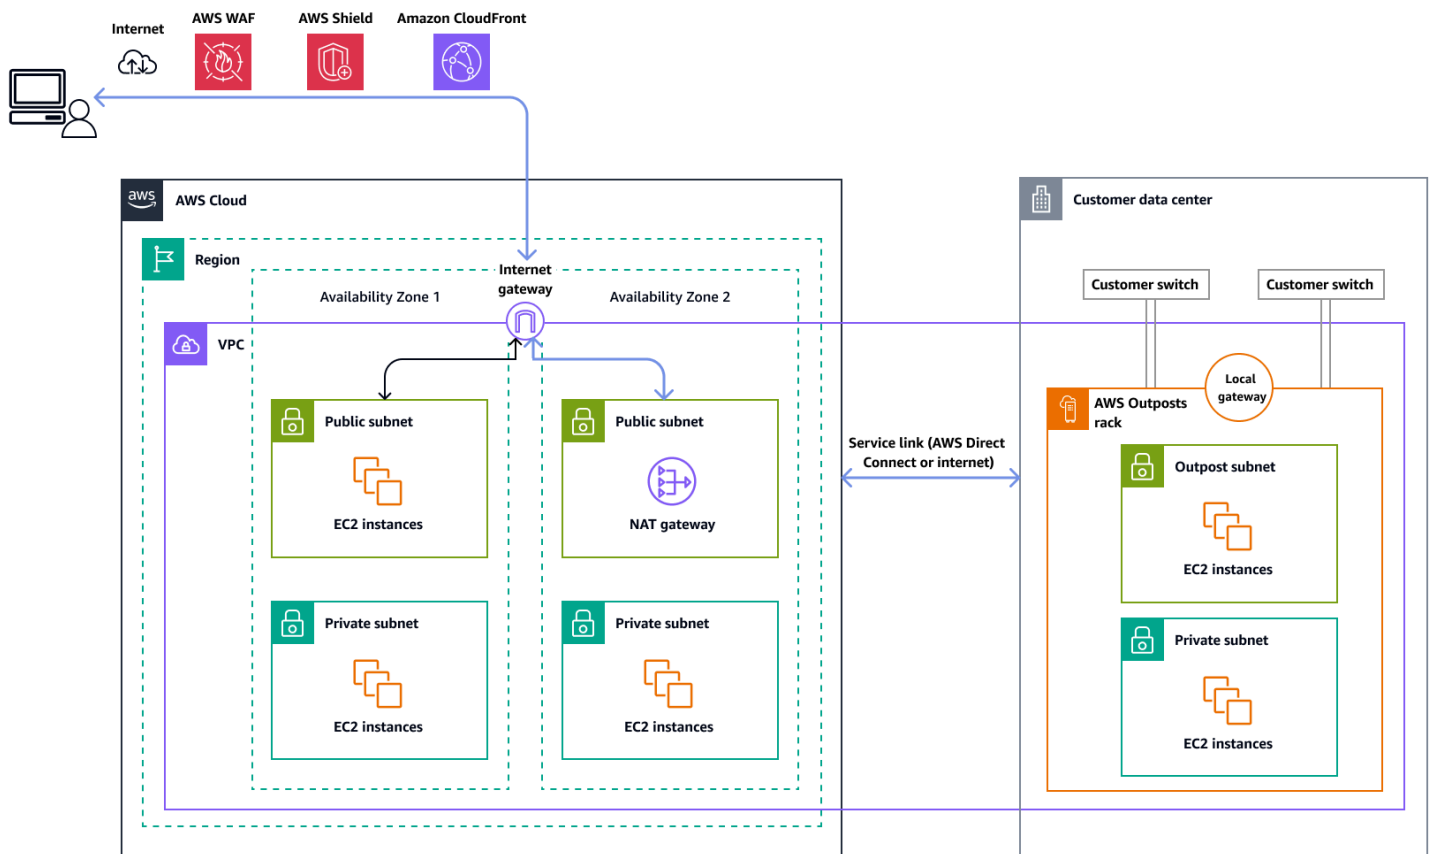 Internet
AWS WAF
AWS Shield
Amazon CloudFront
aws
AWS Cloud
Region
Internet
gateway
Availability Zone 1
Availability Zone 2
VPC
Public subnet
EC2 instances
Public subnet
NAT gateway
Private subnet
EC2 instances
Private subnet
EC2 instances
Service link (AWS Direct
Connect or internet)
Customer data center
Customer switch
Customer switch
Local
gateway
AWS Outposts
rack
Outpost subnet
EC2 instances
Private subnet
EC2 instances